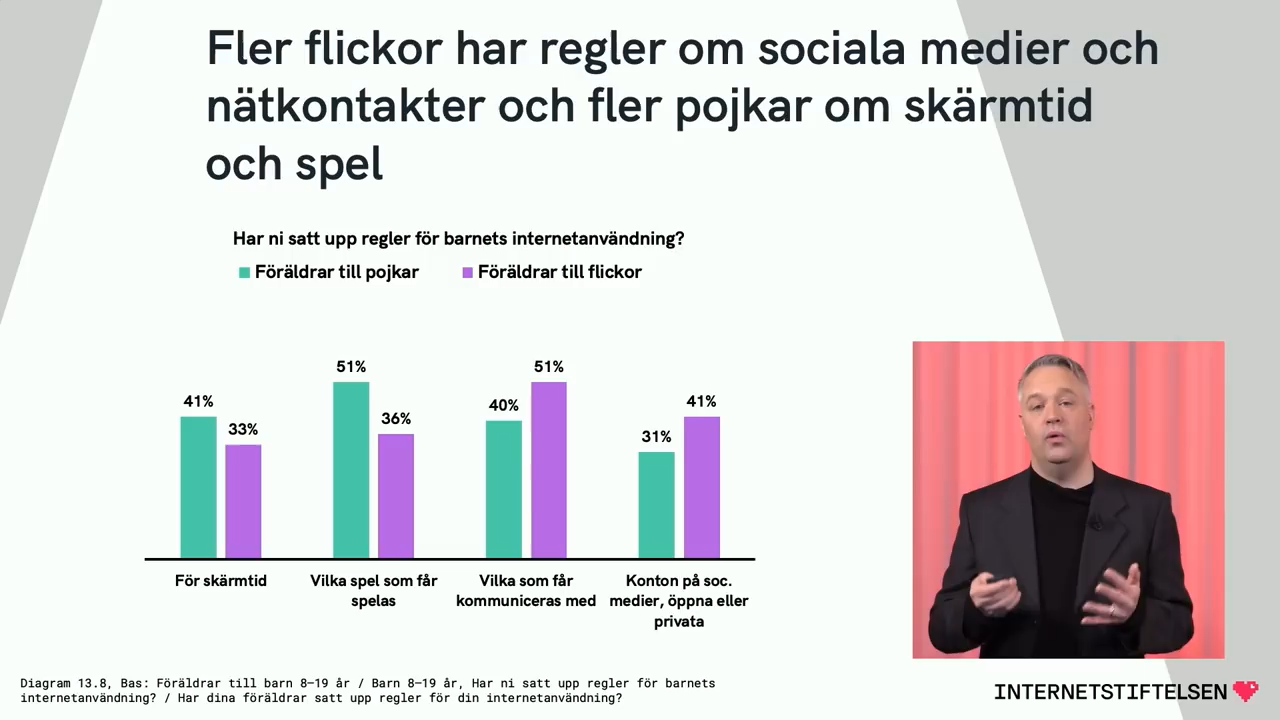 Fler flickor har regler om sociala medier och
nätkontakter och fler pojkar om skärmtid
och spel
Har ni satt upp regler för barnets internetanvändning?
Föräldrar till pojkar Föräldrar till flickor
41% 33% 51% 36% 40% 51% 31% 41%
För skärmtid
Vilka spel som får
spelas
Vilka som får
kommuniceras med
Konton på soc.
medier, öppna eller
privata
Diagram 13.8, Bas: Föräldrar till barn 8–19 år / Barn 8–19 år, Har ni satt upp regler för barnets
internetanvändning? / Har dina föräldrar satt upp regler för din internetanvändning?
INTERNETSTIFTELSEN